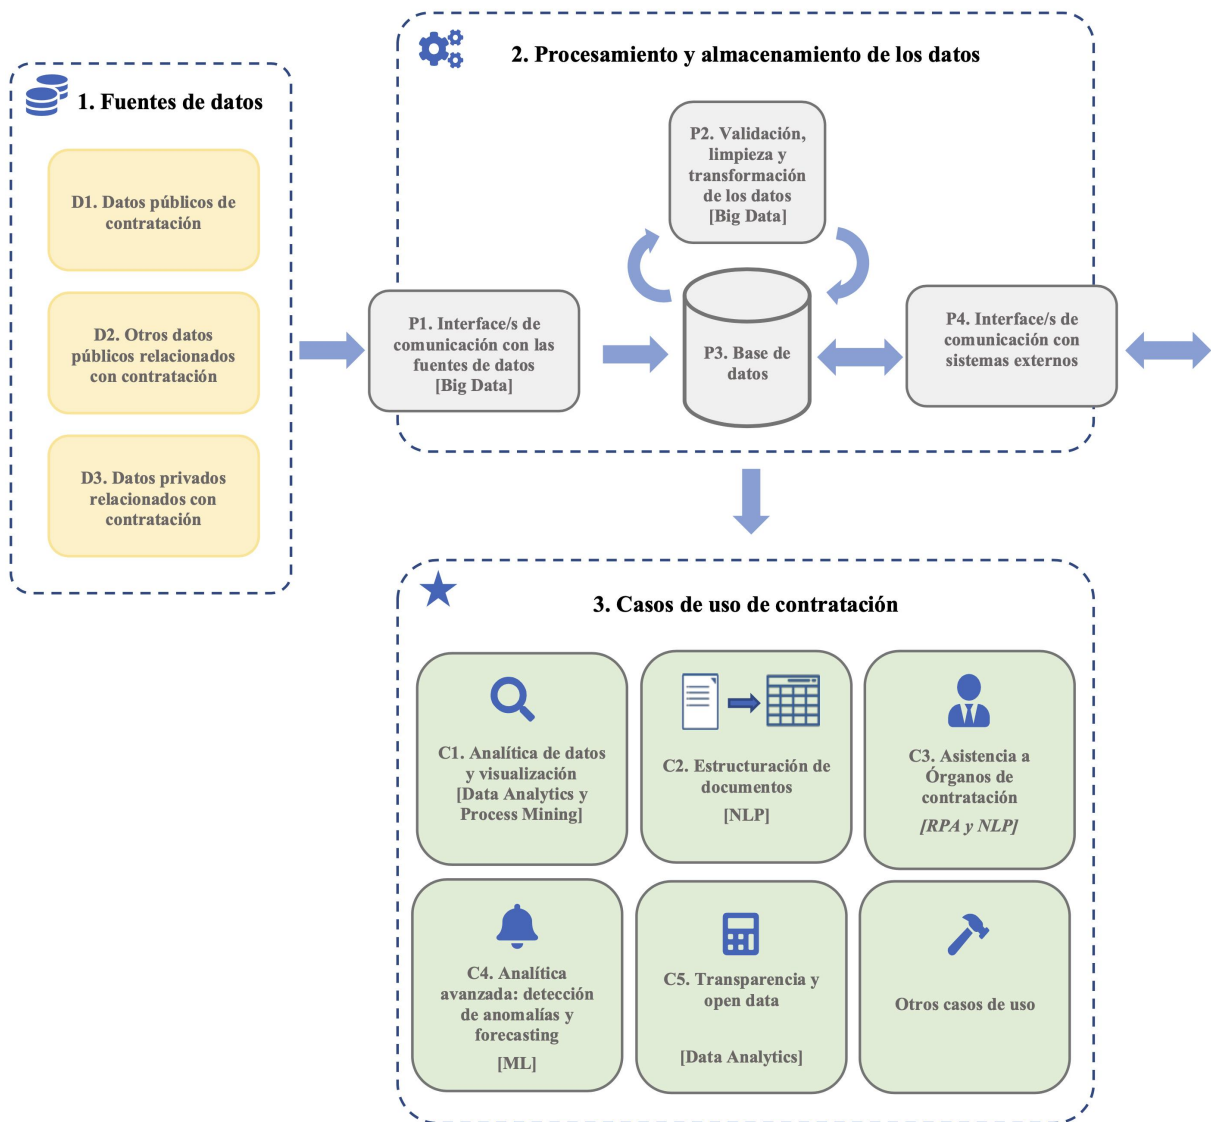 1. Fuentes de datos
D1. Datos públicos de
contratación
D2. Otros datos
públicos relacionados
con contratación
D3. Datos privados
relacionados con
contratación
2. Procesamiento y almacenamiento de los datos
P1. Interface/s de
comunicación con las
fuentes de datos
[Big Data]
P2. Validación,
limpieza y
transformación
de los datos
[Big Data]
P3. Base de
datos
P4. Interface/s de
comunicación con
sistemas externos
3. Casos de uso de contratación
C1. Analítica de datos
y visualización
[Data Analytics y
Process Mining]
C2. Estructuración de
documentos
[NLP]
C3. Asistencia a
Órganos de
contratación
[RPA y NLP]
C4. Analítica
avanzada: detección
de anomalías y
forecasting
[ML]
C5. Transparencia y
open data
[Data Analytics]
Otros casos de uso